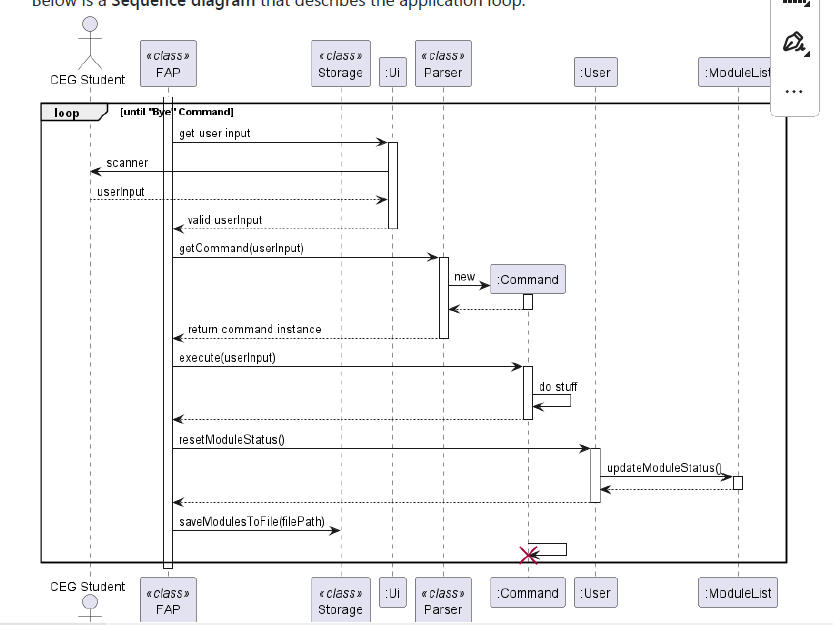 Below is a Sequence diagram that describes the application loop.
CEG Student
«class»
FAP
«class»
Storage
:Ui
«class»
Parser
:User
:ModuleList
loop
[until "Bye" Command]
get user input
scanner
userInput
valid userInput
getCommand(userInput)
new
:Command
return command instance
execute(userInput)
do stuff
resetModuleStatus()
updateModuleStatus()
saveModulesToFile(filePath)
CEG Student
«class»
FAP
«class»
Storage
:Ui
«class»
Parser
:Command
:User
:ModuleList